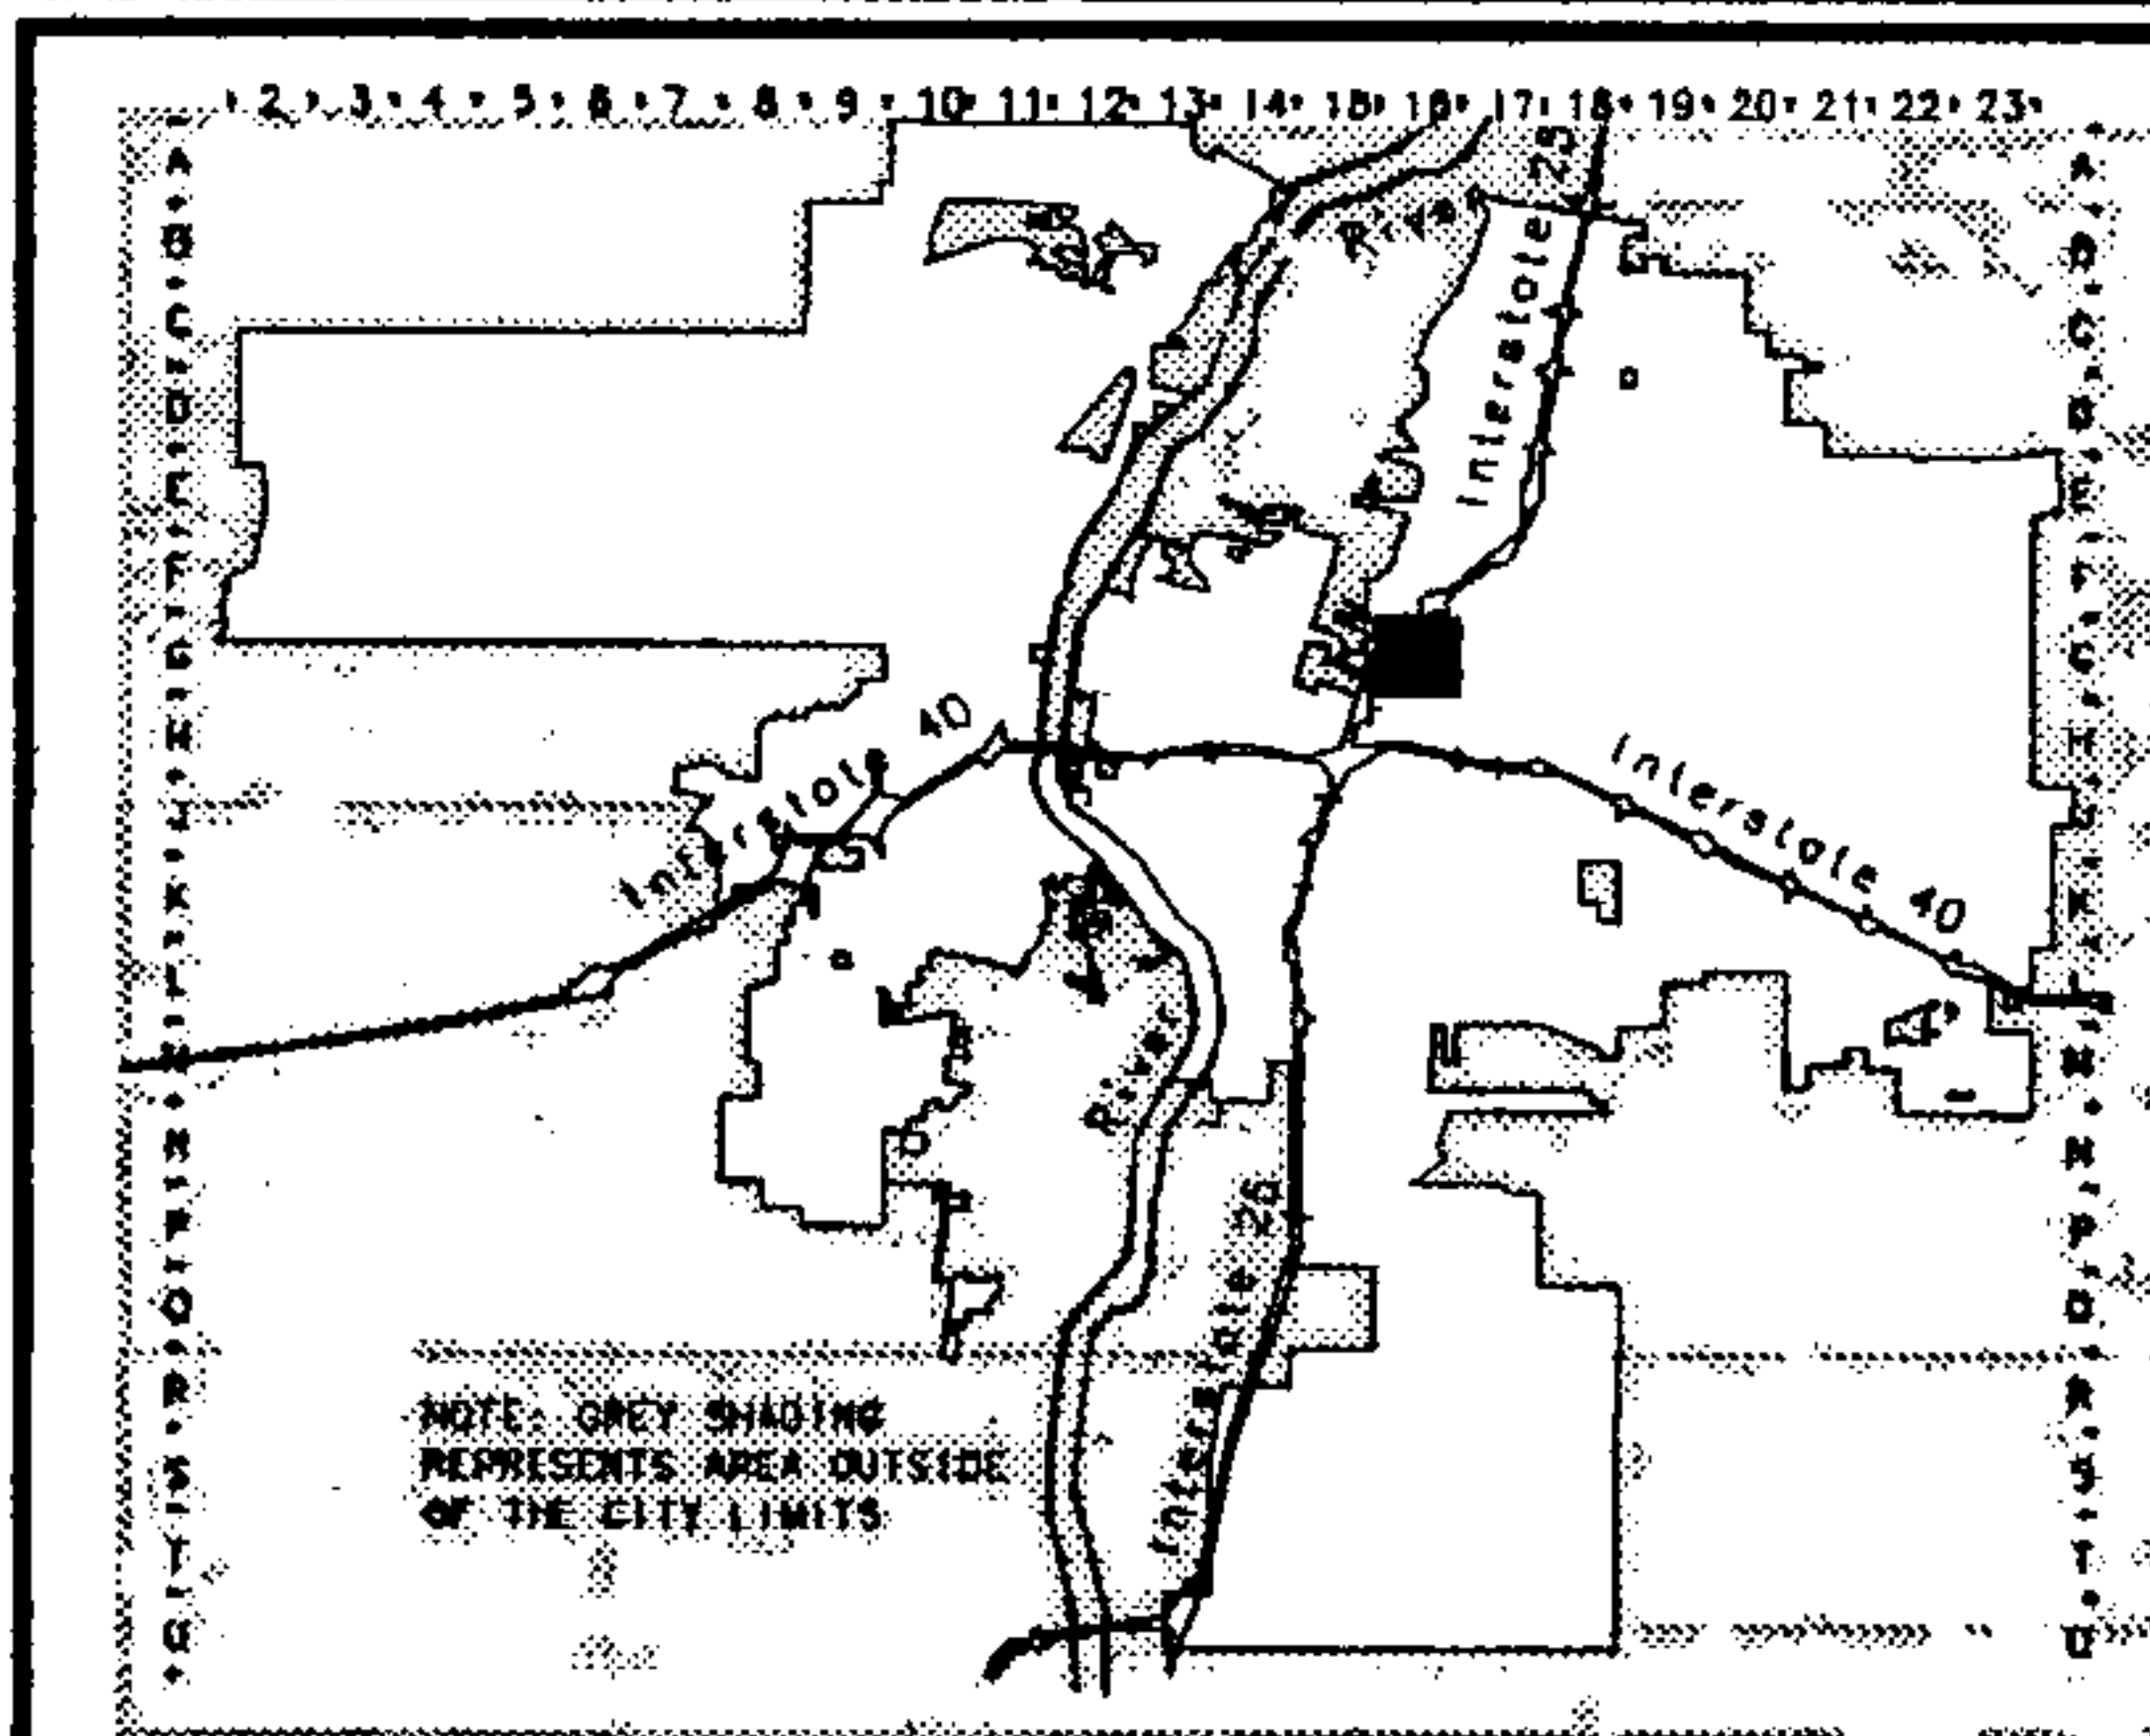 2 3 4 5 6 7 8 9 10 11 12 13 14 15 16 17 18 19 20 21 22 23
A
B
C
D
E
F
G
H
J
K
L
M
N
P
Q
R
S
T
A
B
C
D
E
F
G
H
J
K
L
M
N
P
Q
R
S
T
Interstate 25
Interstate 40
Interstate 40
River
Interstate
NOTE: GREY SHADING
REPRESENTS AREA OUTSIDE
OF THE CITY LIMITS